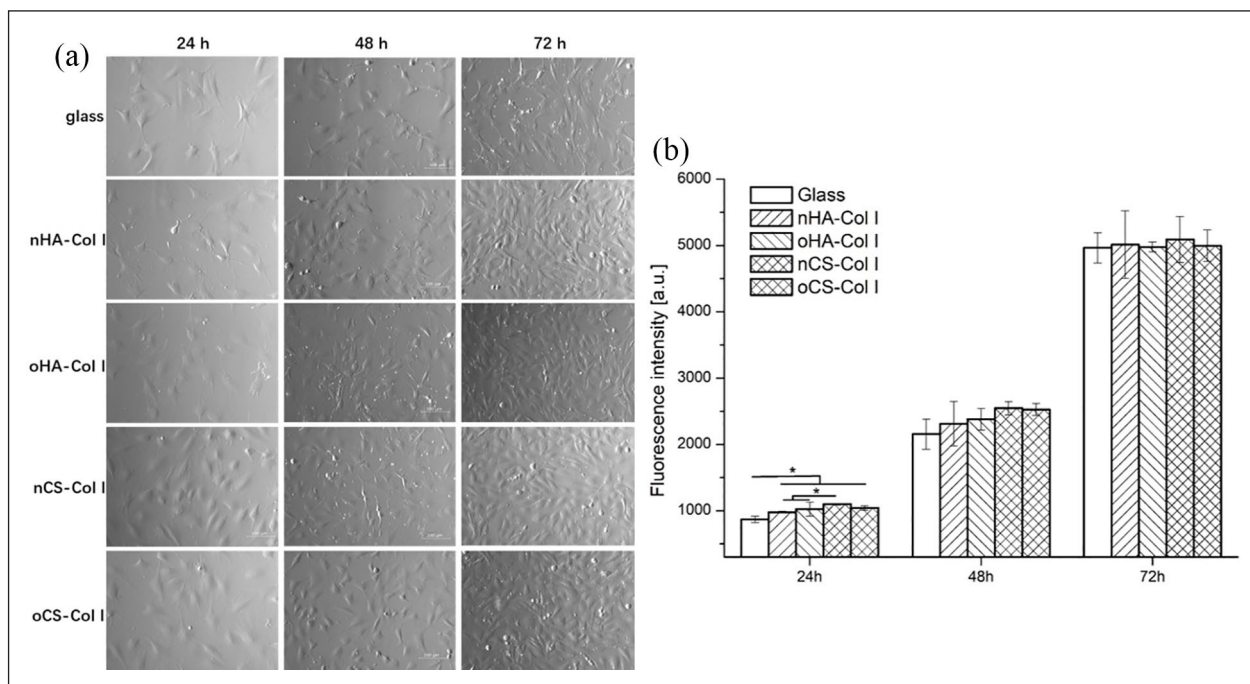 (a)
24 h
48 h
72 h
glass
nHA-Col I
oHA-Col I
nCS-Col I
oCS-Col I
(b)
6000
5000
4000
3000
2000
1000
Fluorescence intensity [a.u.]
Glass
nHA-Col I
oHA-Col I
nCS-Col I
oCS-Col I
*
*
24h
48h
72h